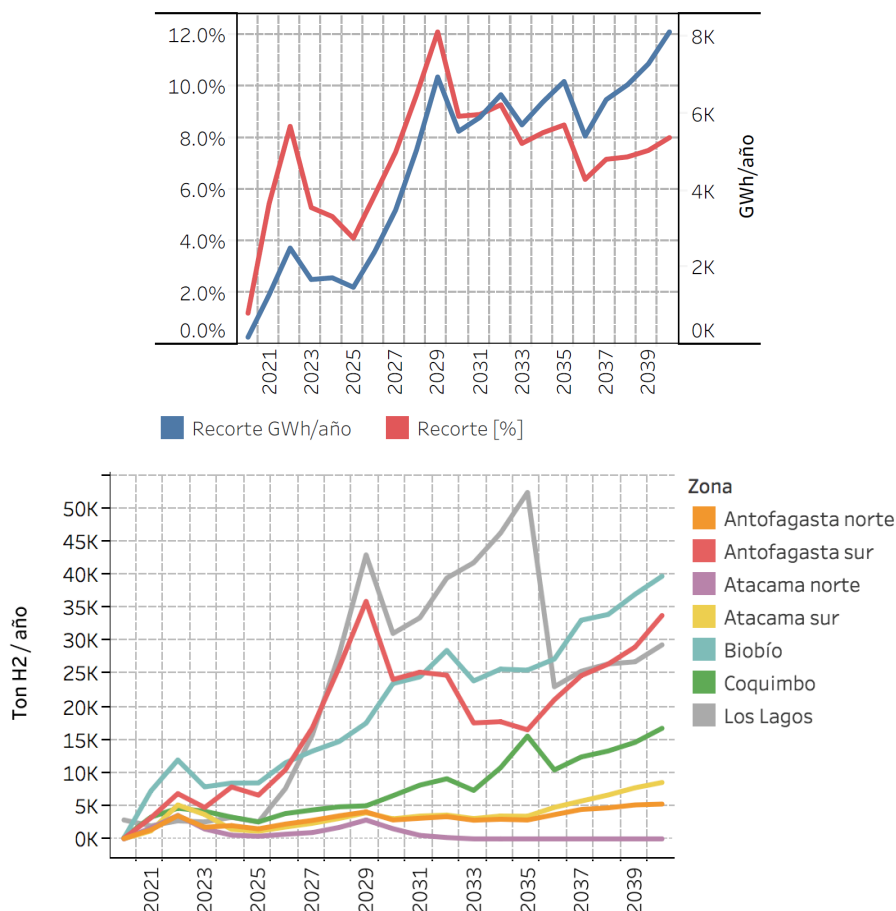 12.0%
10.0%
8.0%
6.0%
4.0%
2.0%
0.0%
8K
6K
4K
2K
0K
GWh/año
2021
2023
2025
2027
2029
2031
2033
2035
2037
2039
Recorte GWh/año
Recorte [%]
Ton H2 / año
50K
45K
40K
35K
30K
25K
20K
15K
10K
5K
0K
2021
2023
2025
2027
2029
2031
2033
2035
2037
2039
Zona
Antofagasta norte
Antofagasta sur
Atacama norte
Atacama sur
Biobío
Coquimbo
Los Lagos